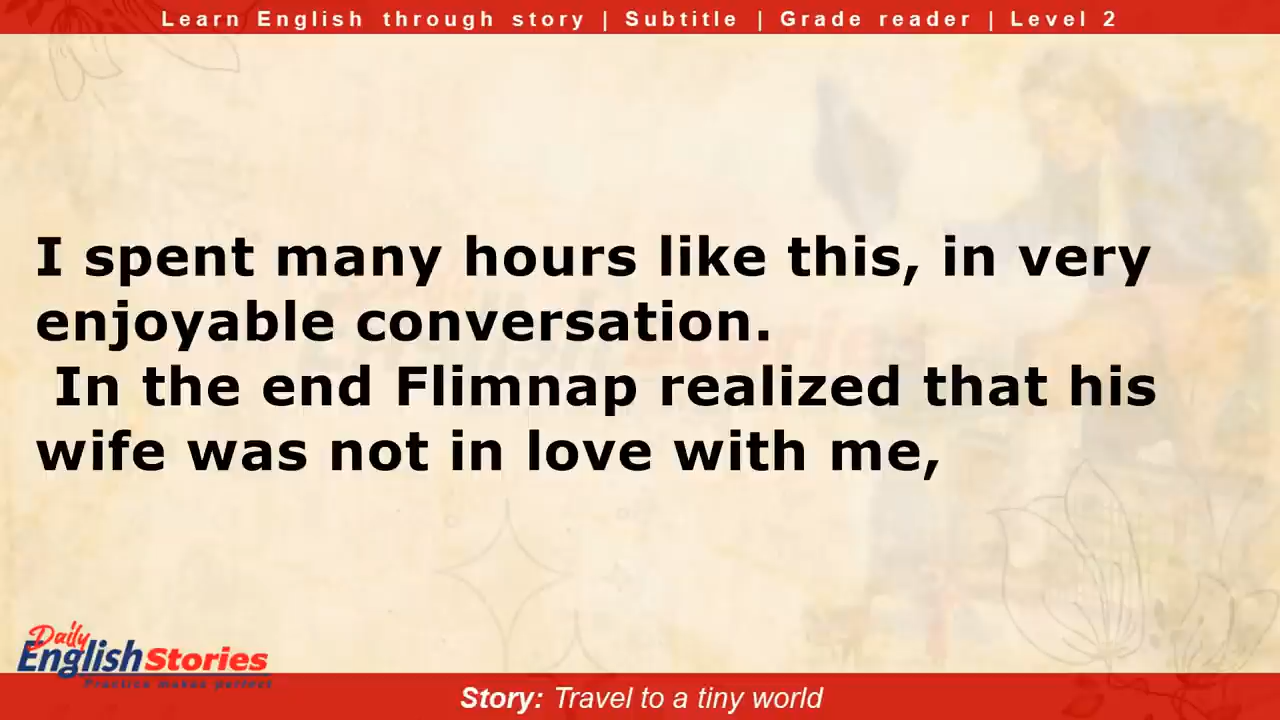 Learn English through story | Subtitle | Grade reader | Level 2
I spent many hours like this, in very
enjoyable conversation.
In the end Flimnap realized that his
wife was not in love with me,
Daily
English Stories
Practice makes perfect
Story: Travel to a tiny world